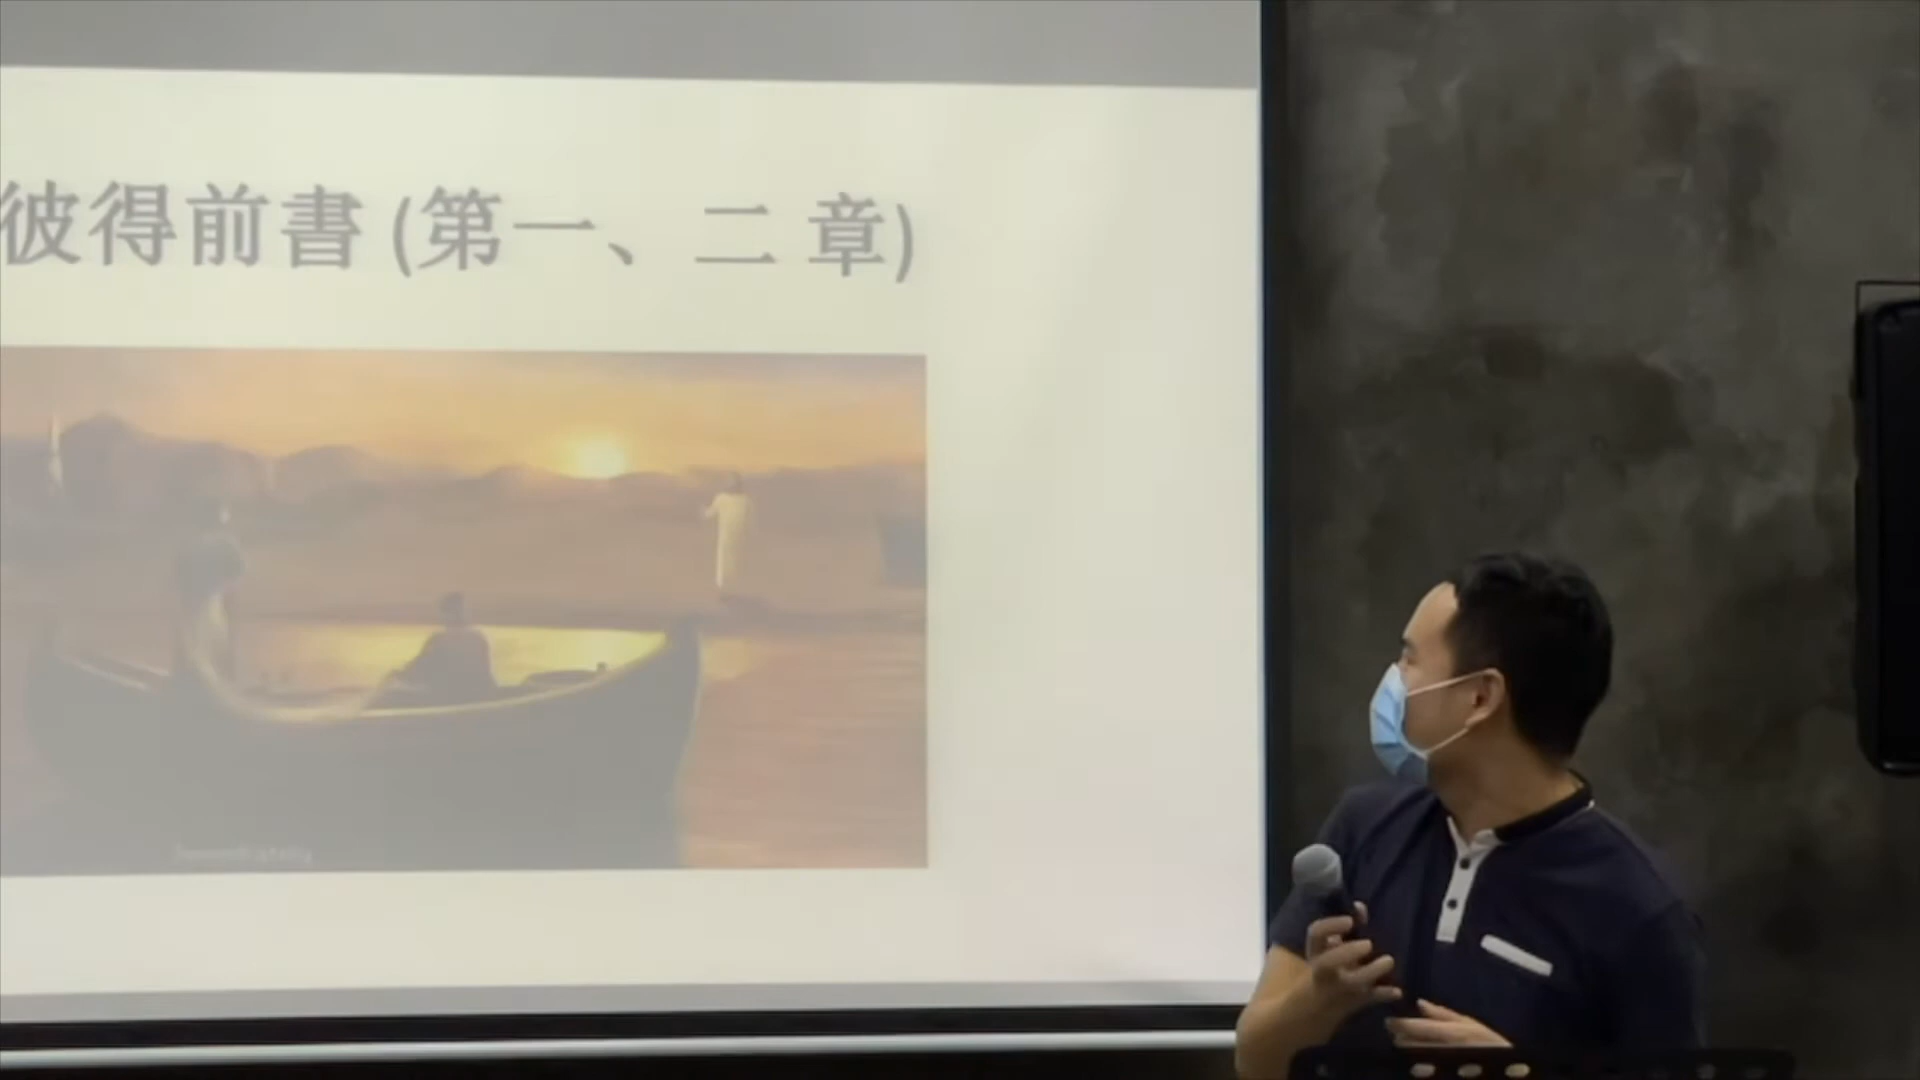 彼得前書 (第一、二 章)